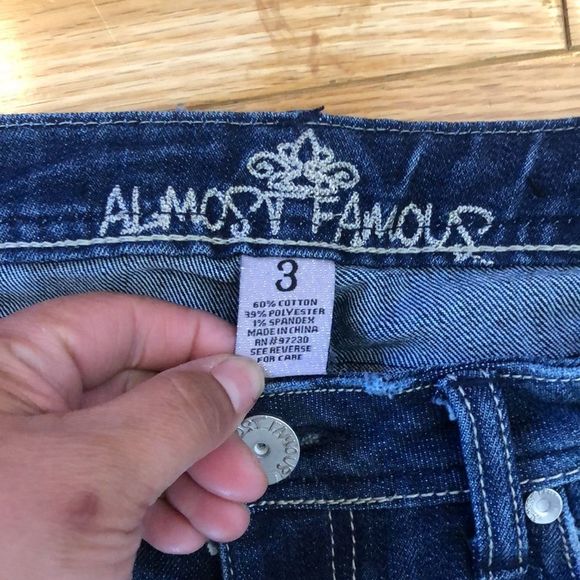 ALMOST FAMOUS
3
60% COTTON
39% POLYESTER
1% SPANDEX
MADE IN CHINA
RN# 97230
SEE REVERSE
FOR CARE
FAMOUS